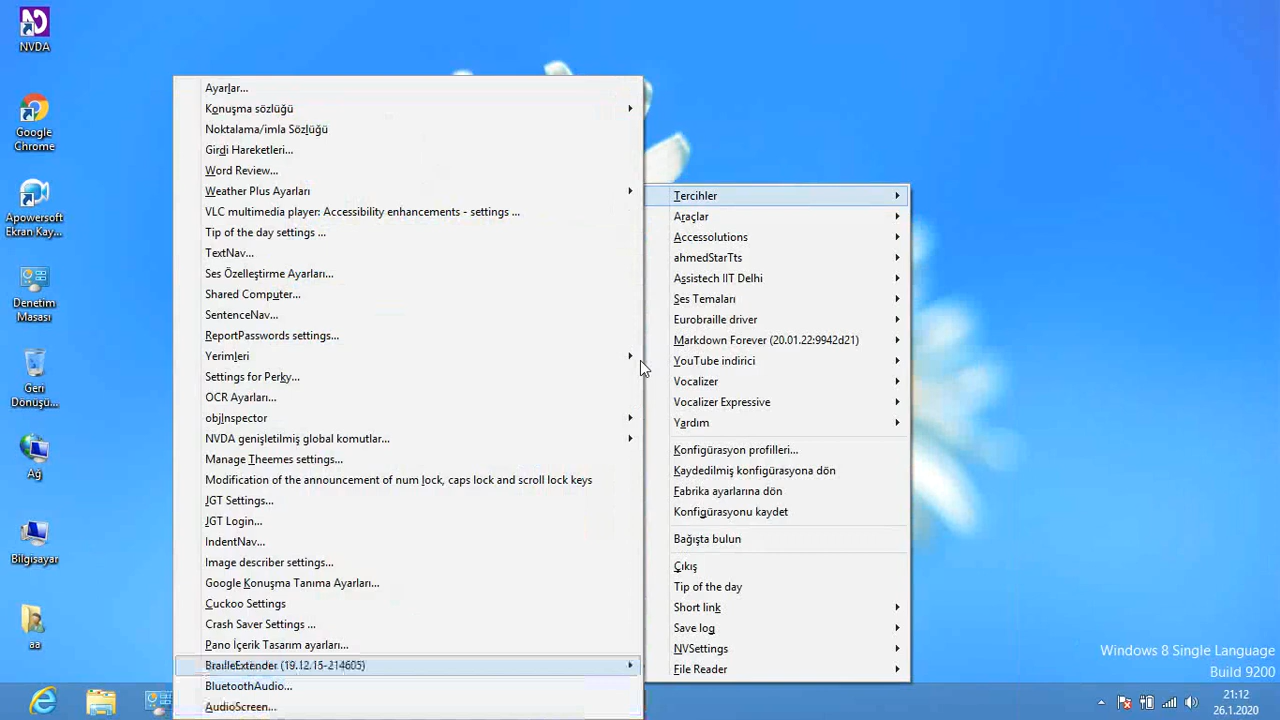 NVDA
Google
Chrome
Apowersoft
Ekran Kay...
Denetim
Masası
Geri
Dönüşü...
Ağ
Bilgisayar
aa
Ayarlar...
Konuşma sözlüğü
Noktalama/imla Sözlüğü
Girdi Hareketleri...
Word Review...
Weather Plus Ayarları
VLC multimedia player: Accessibility enhancements - settings ...
Tip of the day settings ...
TextNav...
Ses Özelleştirme Ayarları...
Shared Computer...
SentenceNav...
ReportPasswords settings...
Yerimleri
Settings for Perky...
OCR Ayarları...
objInspector
NVDA genişletilmiş global komutlar...
Manage Theemes settings...
Modification of the announcement of num lock, caps lock and scroll lock keys
JGT Settings...
JGT Login...
IndentNav...
Image describer settings...
Google Konuşma Tanıma Ayarları...
Cuckoo Settings
Crash Saver Settings ...
Pano İçerik Tasarım ayarları...
BrailleExtender (19.12.15-214605)
BluetoothAudio...
AudioScreen...
Tercihler
Araçlar
Accessolutions
ahmedStarTts
Assistech IIT Delhi
Ses Temaları
Eurobraille driver
Markdown Forever (20.01.22:9942d21)
YouTube indirici
Vocalizer
Vocalizer Expressive
Yardım
Konfigürasyon profilleri...
Kaydedilmiş konfigürasyona dön
Fabrika ayarlarına dön
Konfigürasyonu kaydet
Bağışta bulun
Çıkış
Tip of the day
Short link
Save log
NVSettings
File Reader
Windows 8 Single Language
Build 9200
21:12
26.1.2020